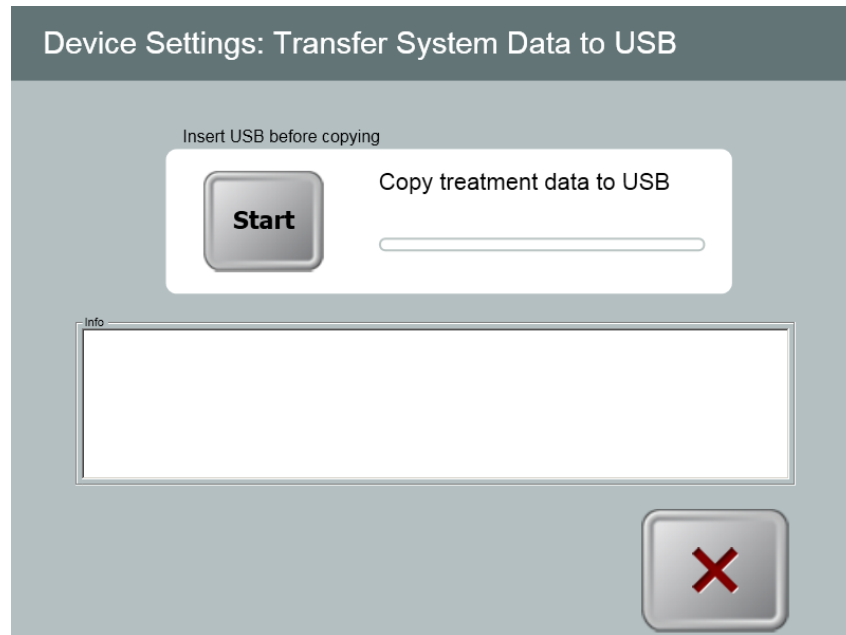 Device Settings: Transfer System Data to USB
Insert USB before copying
Start
Copy treatment data to USB
Info